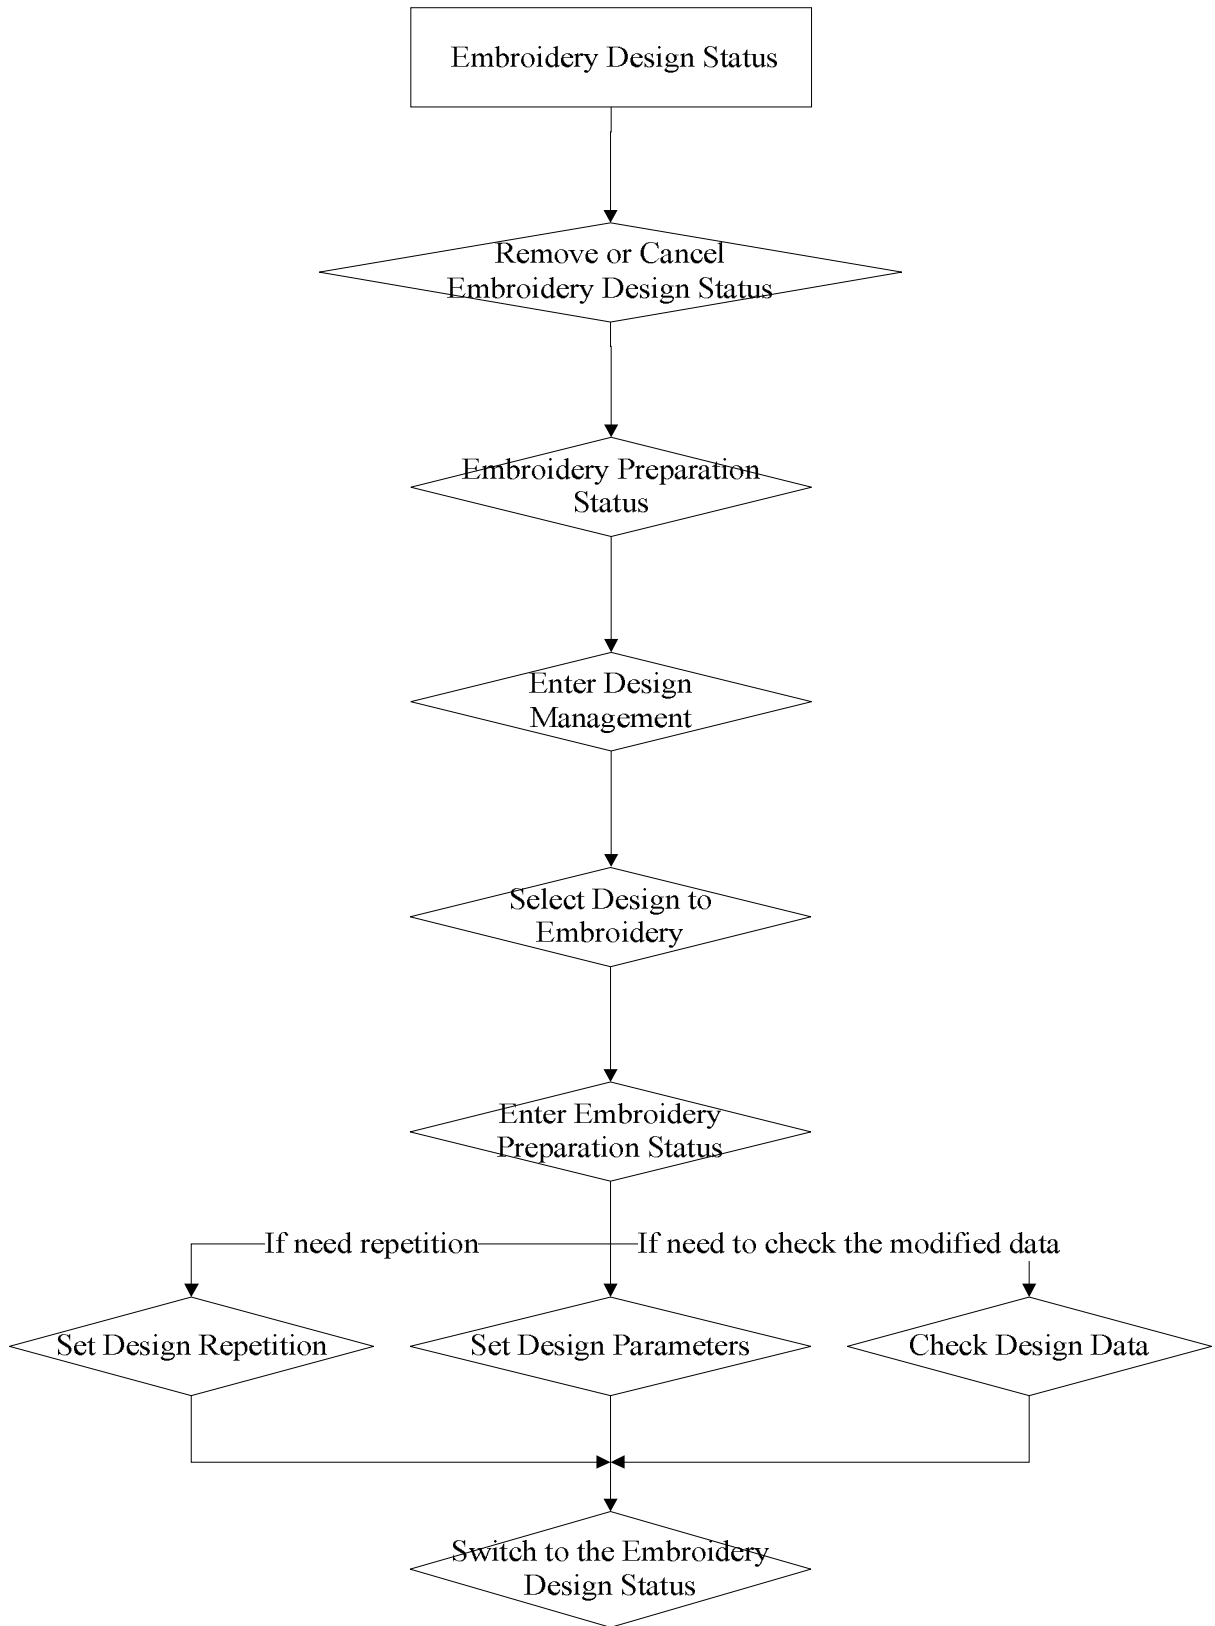 Embroidery Design Status
Remove or Cancel
Embroidery Design Status
Embroidery Preparation
Status
Enter Design
Management
Select Design to
Embroidery
Enter Embroidery
Preparation Status
If need repetition
If need to check the modified data
Set Design Repetition
Set Design Parameters
Check Design Data
Switch to the Embroidery
Design Status